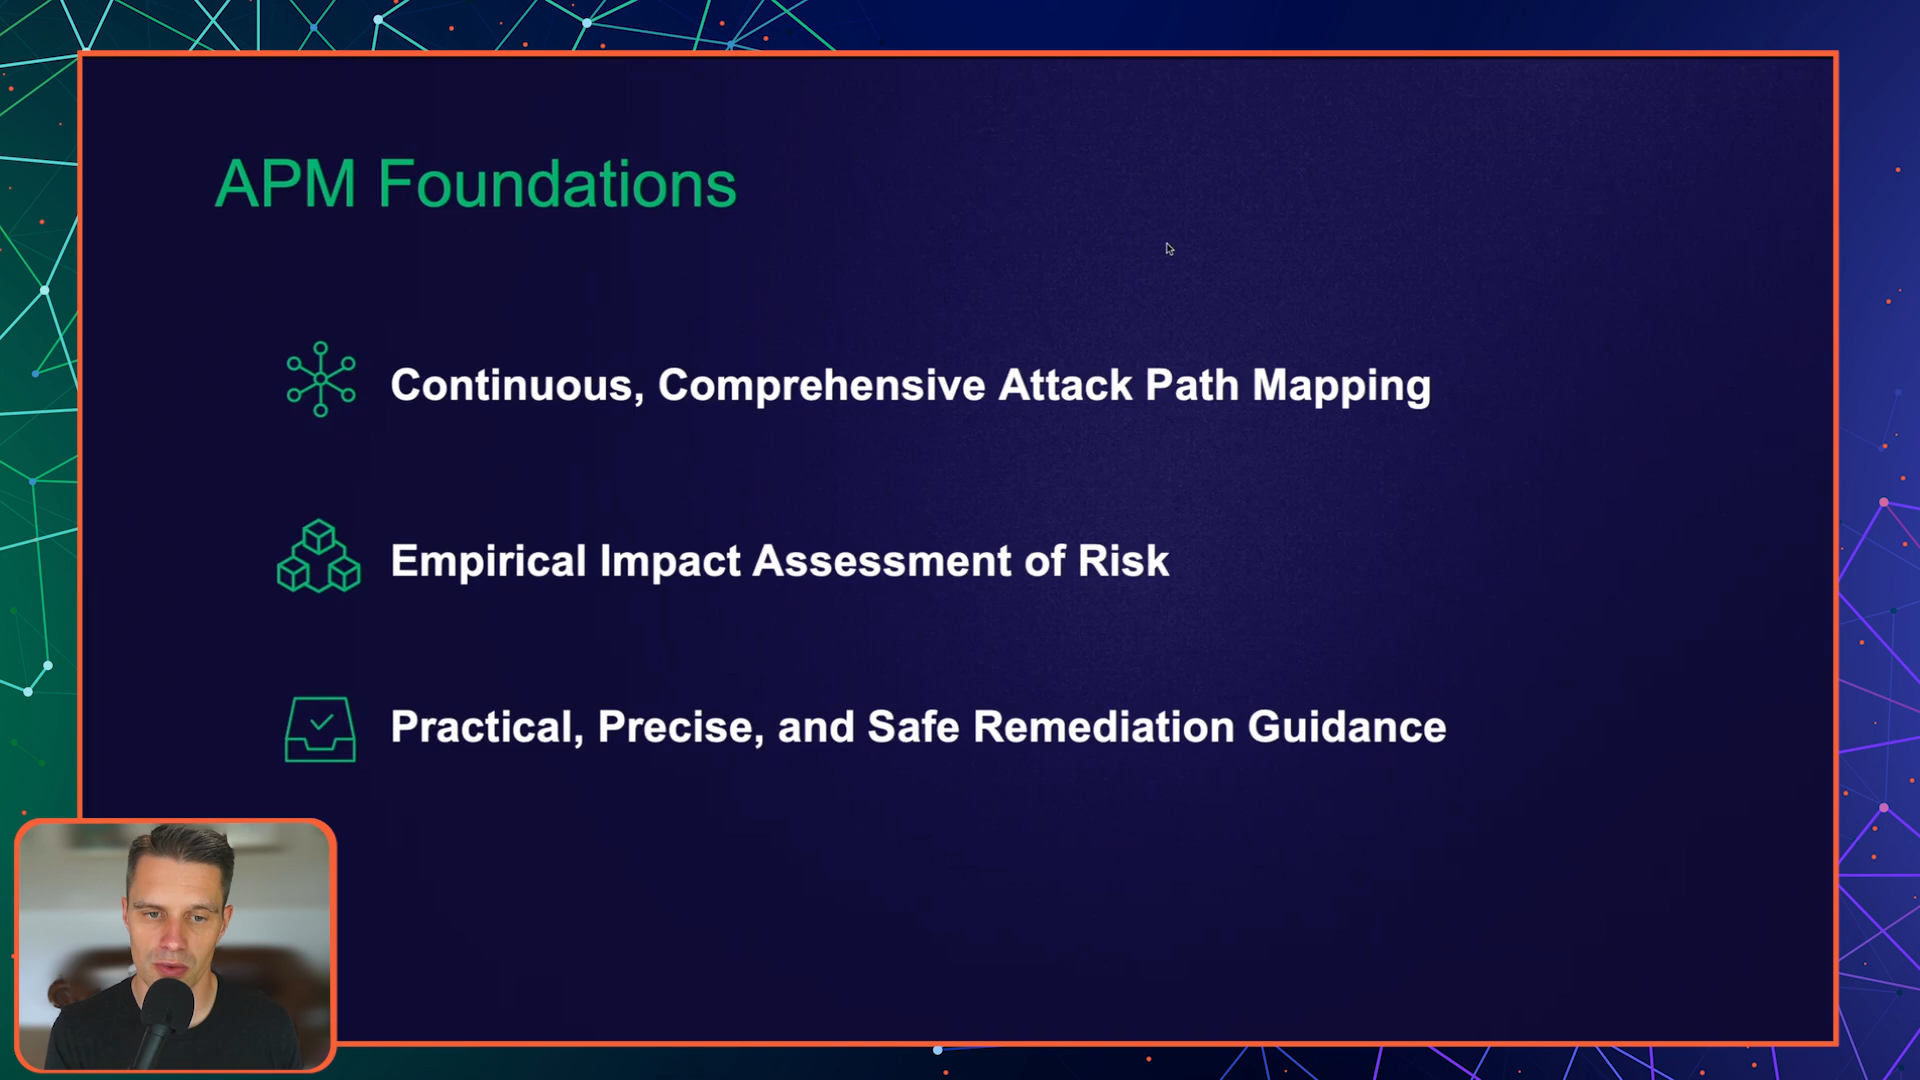 APM Foundations
Continuous, Comprehensive Attack Path Mapping
Empirical Impact Assessment of Risk
Practical, Precise, and Safe Remediation Guidance